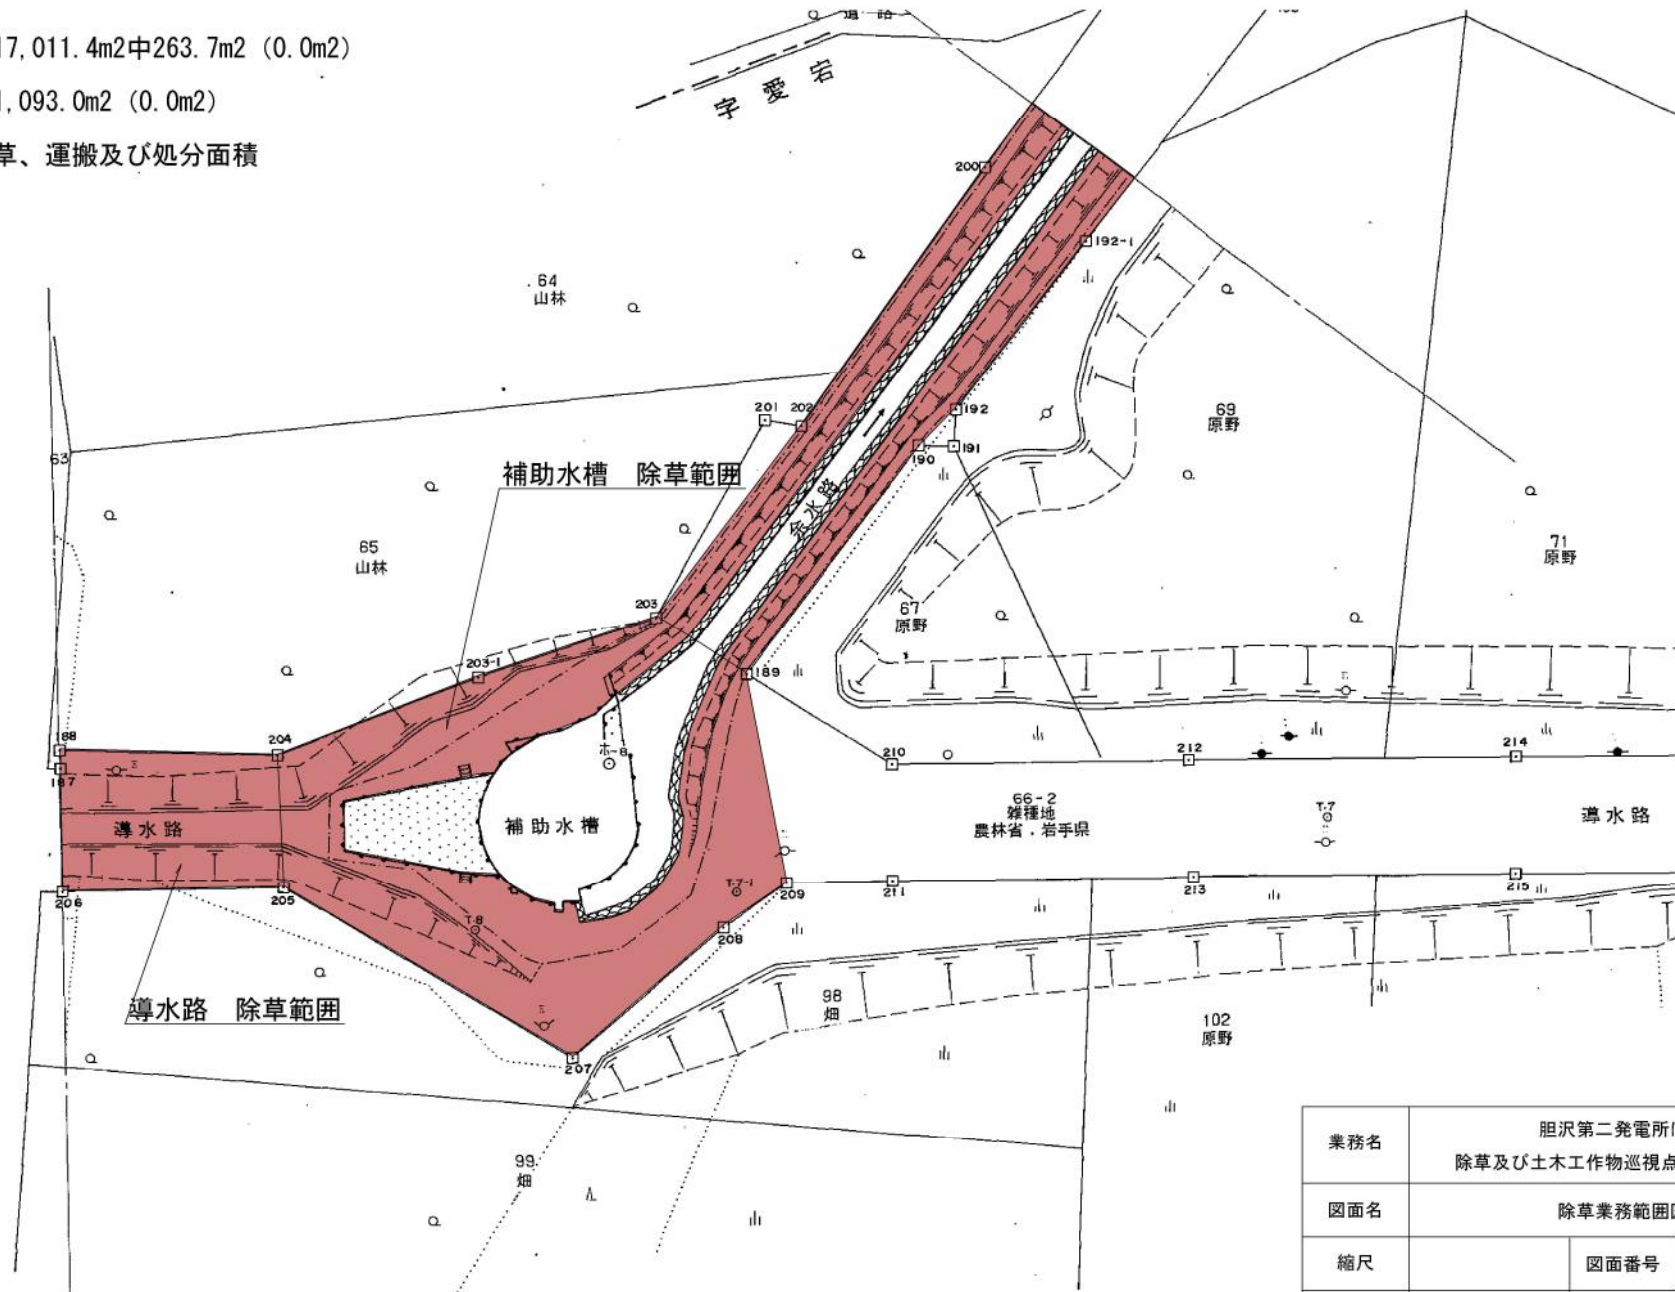 17,011.4m2中263.7m2 (0.0m2)
1,093.0m2 (0.0m2)
草、運搬及び処分面積
道路
字愛宕
200
192-1
64
山林
201
202
192
191
190
69
原野
63
補助水槽 除草範囲
余水路
65
山林
71
原野
203
67
原野
203-1
189
188
204
ホ-8
210
212
214
187
導水路
補助水槽
66-2
雑種地
農林省.岩手県
T-7
導水路
206
205
T-7-1
209
211
213
215
T-8
208
導水路 除草範囲
98
畑
102
原野
207
99
畑
業務名
胆沢第二発電所
除草及び土木工作物巡視点
図面名
除草業務範囲
縮尺
図面番号